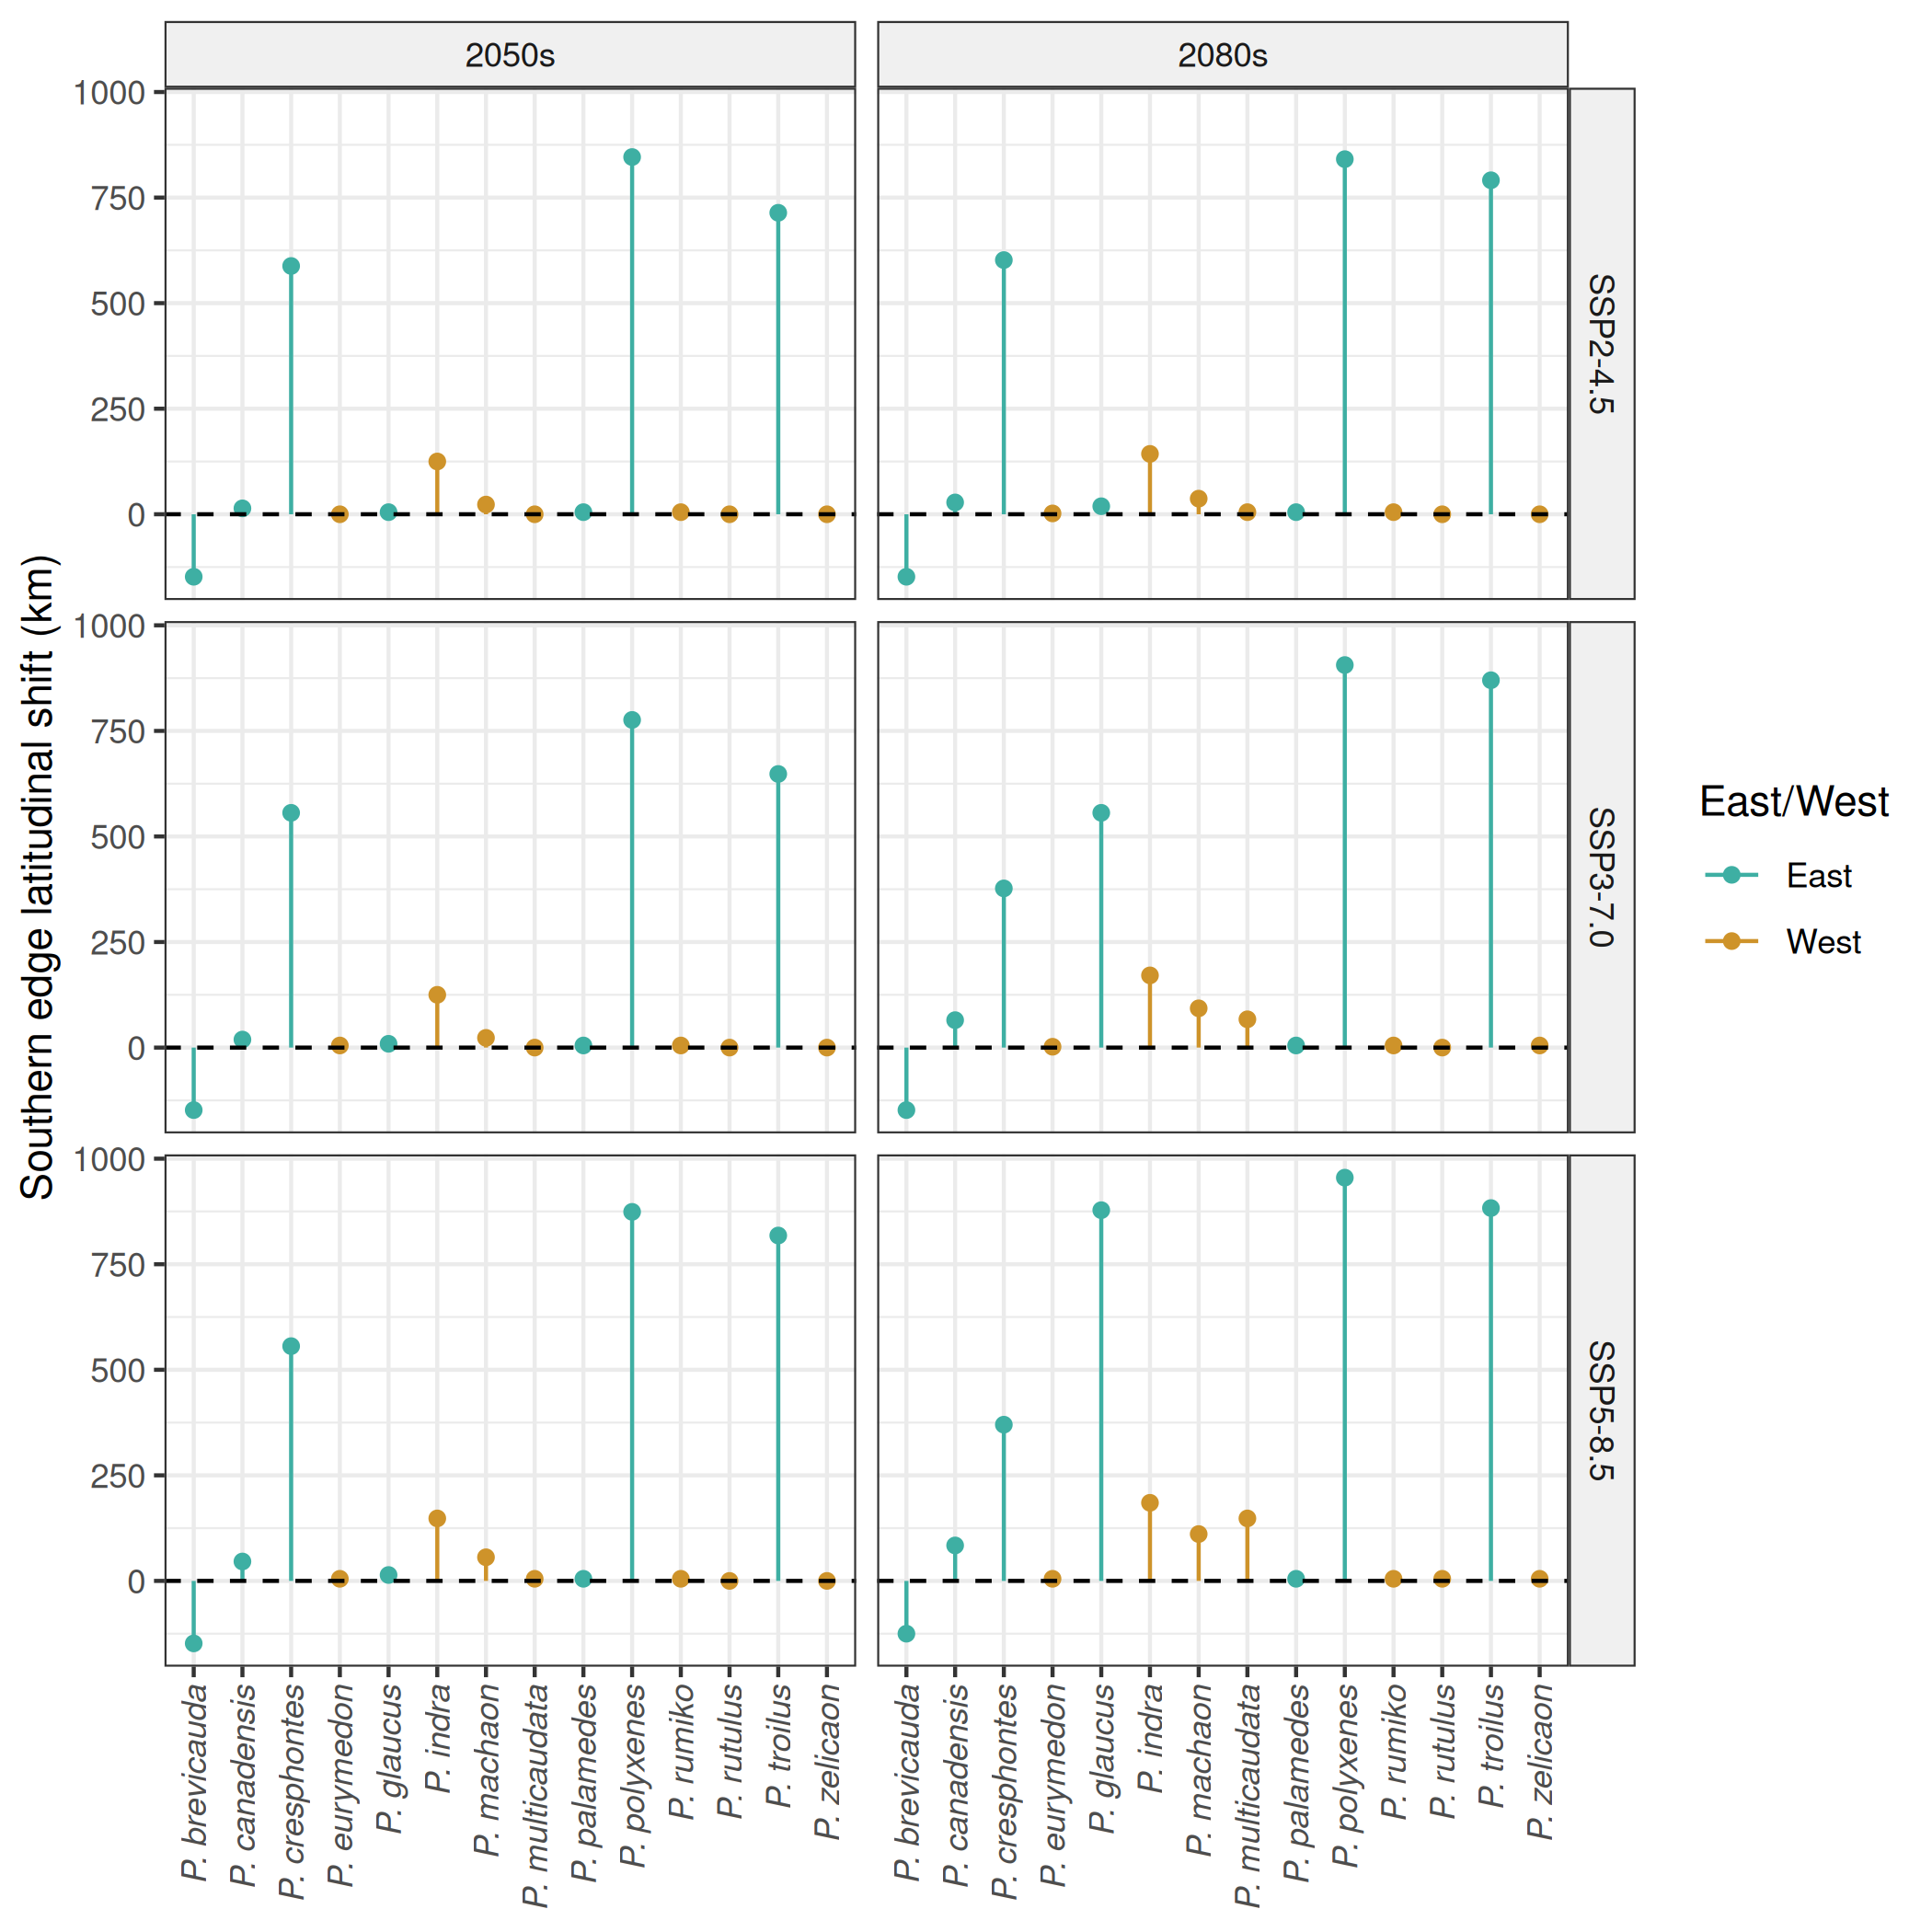 2050s
2080s
Southern edge latitudinal shift (km)
1000
750
500
250
0
SSP2-4.5
1000
750
500
250
0
SSP3-7.0
1000
750
500
250
0
SSP5-8.5
P. brevicauda
P. canadensis
P. cresphontes
P. eurymedon
P. glaucus
P. indra
P. machaon
P. multicaudata
P. palamedes
P. polyxenes
P. rumiko
P. rutulus
P. troilus
P. zelicaon
P. brevicauda
P. canadensis
P. cresphontes
P. eurymedon
P. glaucus
P. indra
P. machaon
P. multicaudata
P. palamedes
P. polyxenes
P. rumiko
P. rutulus
P. troilus
P. zelicaon
East/West
East
West